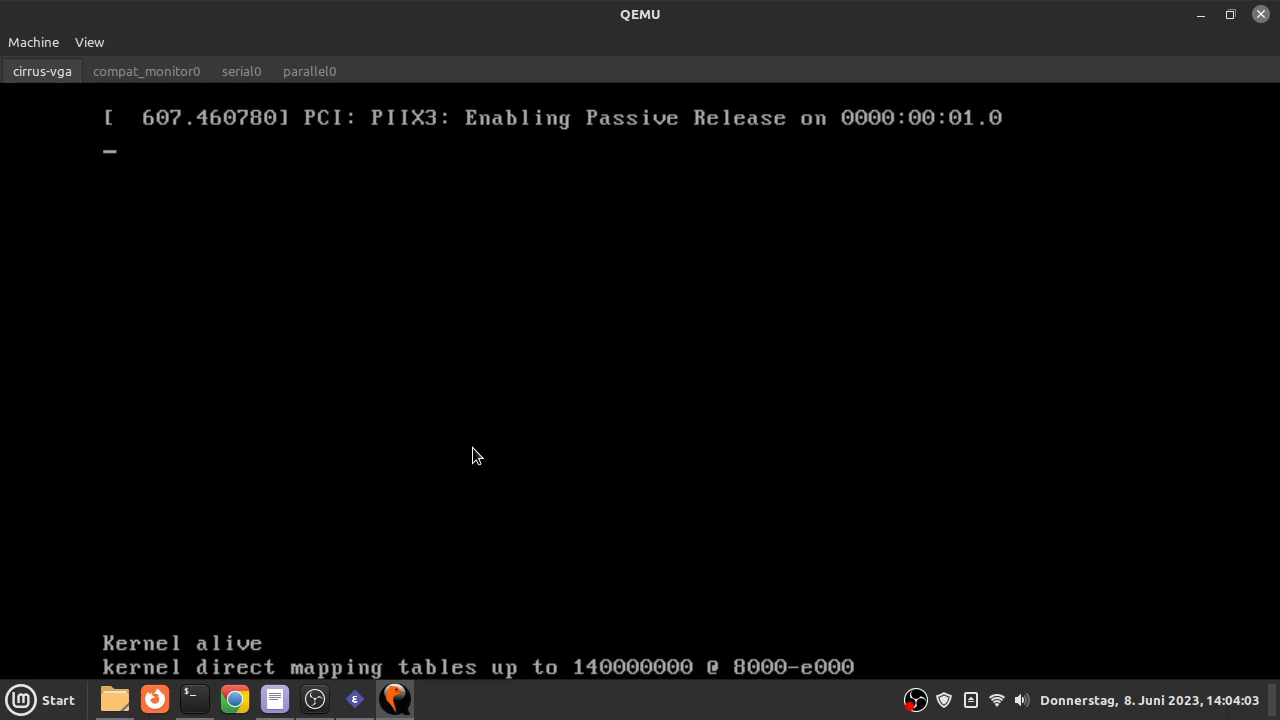 QEMU
Machine View
cirrus-vga compat_monitor0 serial0 parallel0
[   607.460780] PCI: PIIX3: Enabling Passive Release on 0000:00:01.0
_
Kernel alive
kernel direct mapping tables up to 140000000 @ 8000-e000
Start $_ ε Donnerstag, 8. Juni 2023, 14:04:03